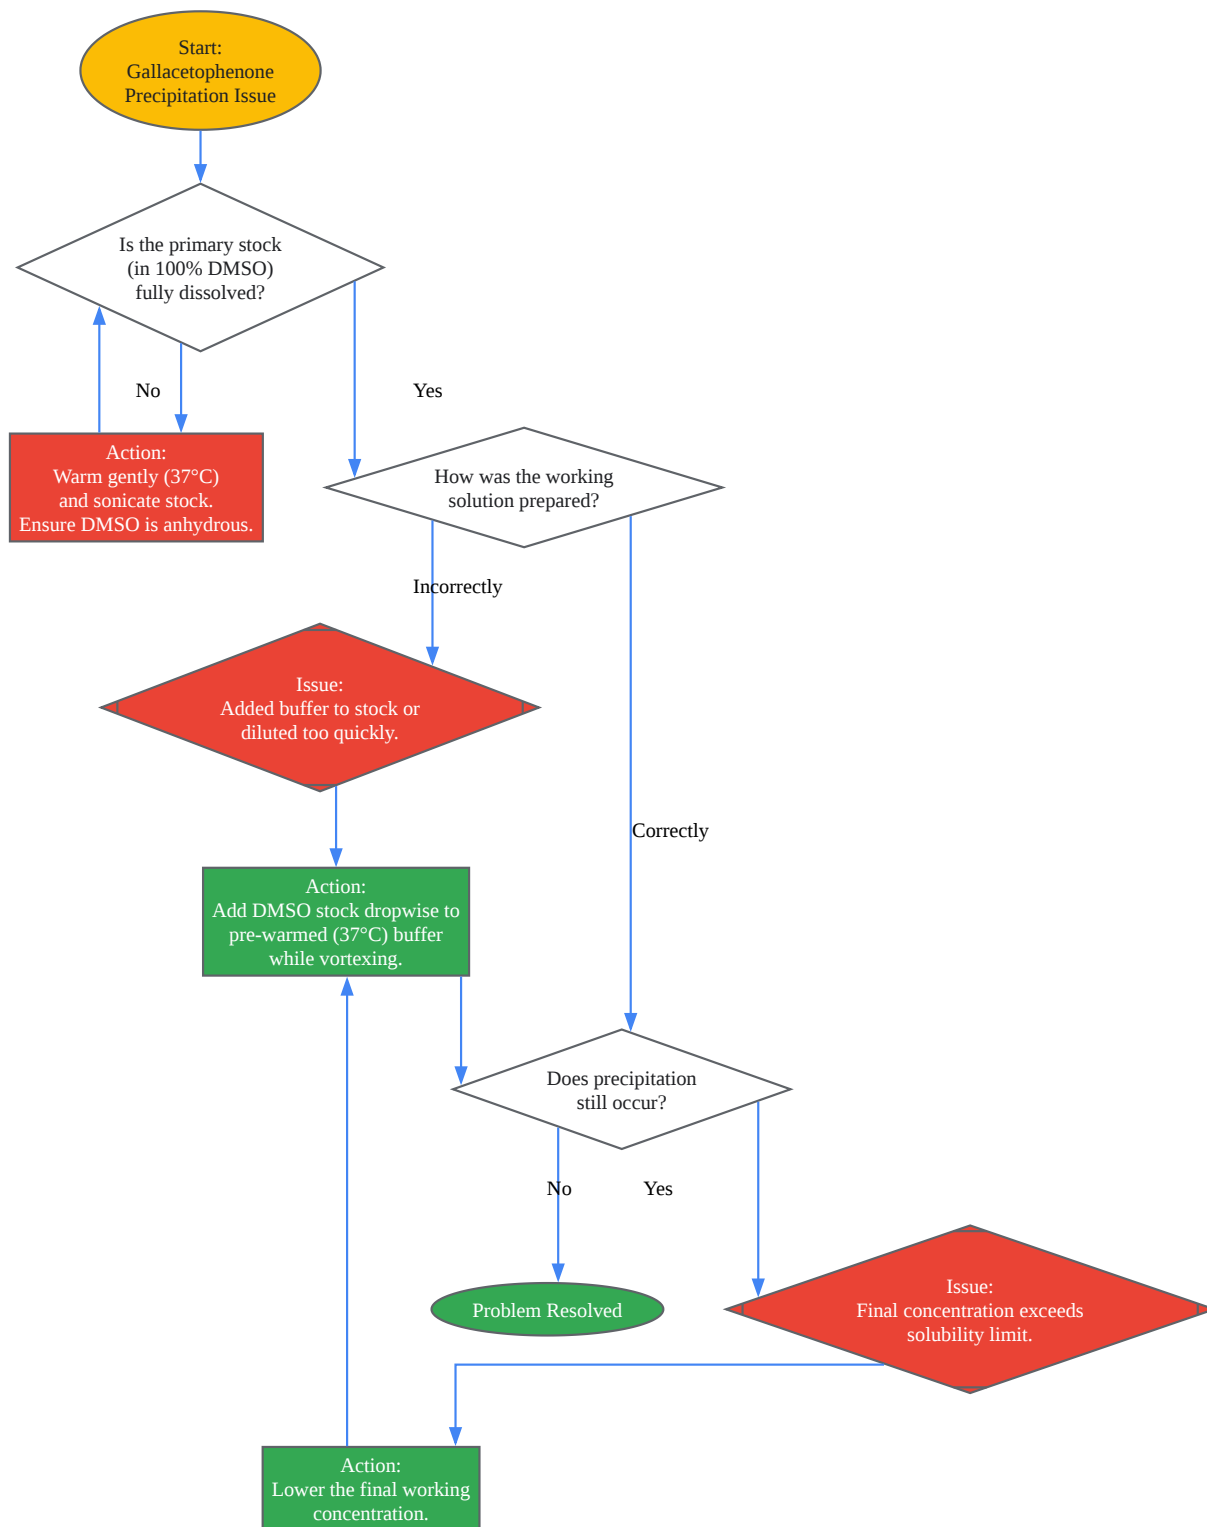 Start:
Gallacetophenone
Precipitation Issue
Is the primary stock
(in 100% DMSO)
fully dissolved?
No
Yes
Action:
Warm gently (37°C)
and sonicate stock.
Ensure DMSO is anhydrous.
How was the working
solution prepared?
Incorrectly
Issue:
Added buffer to stock or
diluted too quickly.
Correctly
Action:
Add DMSO stock dropwise to
pre-warmed (37°C) buffer
while vortexing.
Does precipitation
still occur?
No
Yes
Problem Resolved
Issue:
Final concentration exceeds
solubility limit.
Action:
Lower the final working
concentration.